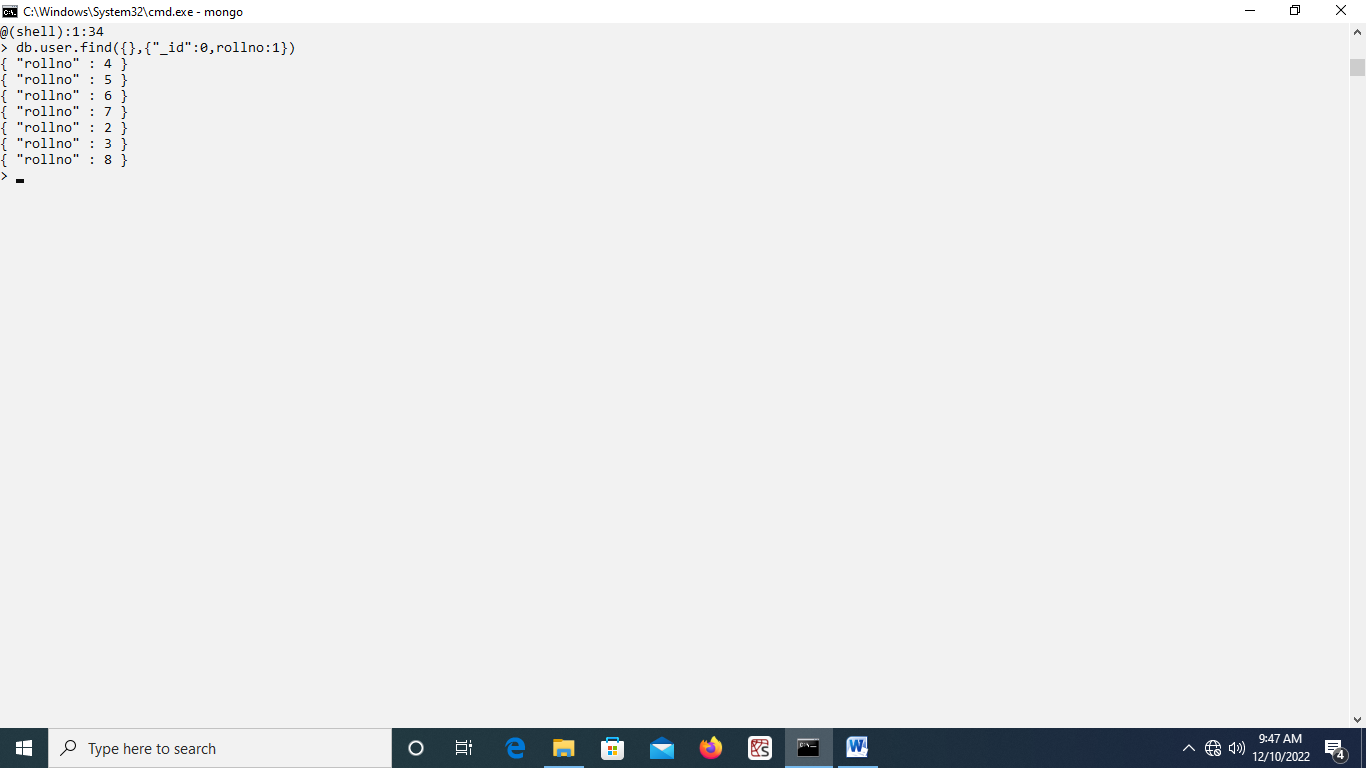 C:\Windows\System32\cmd.exe - mongo
@(shell):1:34
> db.user.find({},{"_id":0,rollno:1})
{ "rollno" : 4 }
{ "rollno" : 5 }
{ "rollno" : 6 }
{ "rollno" : 7 }
{ "rollno" : 2 }
{ "rollno" : 3 }
{ "rollno" : 8 }
>
Type here to search
9:47 AM
12/10/2022
4